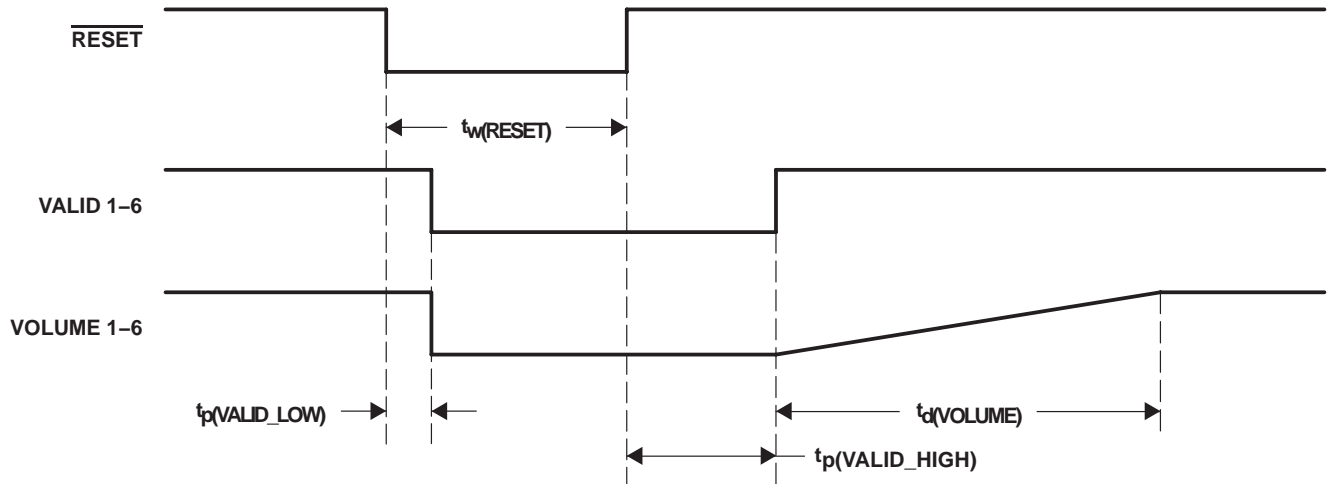 RESET
tw(RESET)
VALID 1–6
VOLUME 1–6
tp(VALID_LOW)
td(VOLUME)
tp(VALID_HIGH)